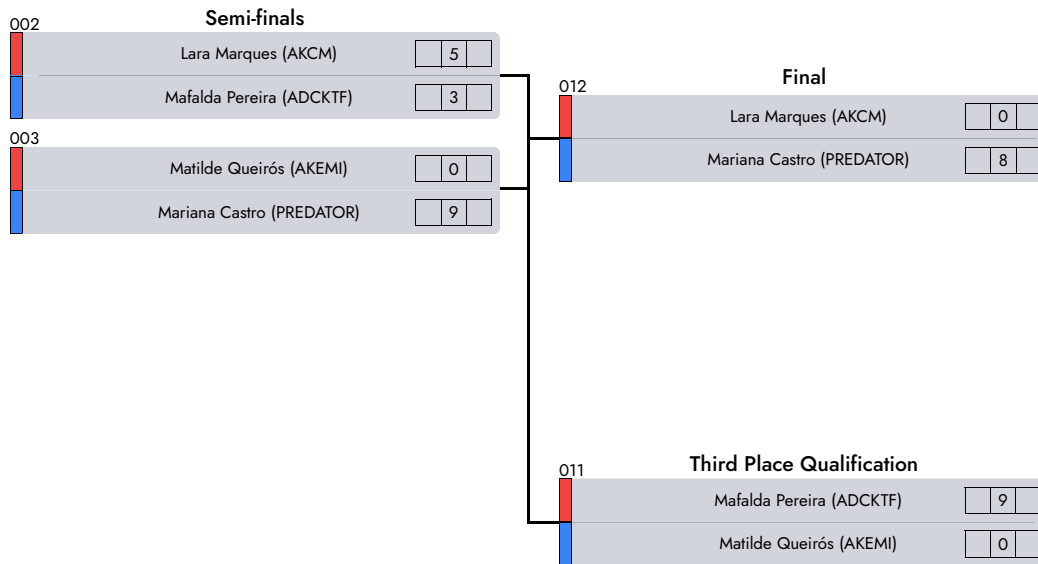 Semi-finals
002
Lara Marques (AKCM) 5
Mafalda Pereira (ADCKTF) 3
003
Matilde Queirós (AKEMI) 0
Mariana Castro (PREDATOR) 9
Final
012
Lara Marques (AKCM) 0
Mariana Castro (PREDATOR) 8
Third Place Qualification
011
Mafalda Pereira (ADCKTF) 9
Matilde Queirós (AKEMI) 0